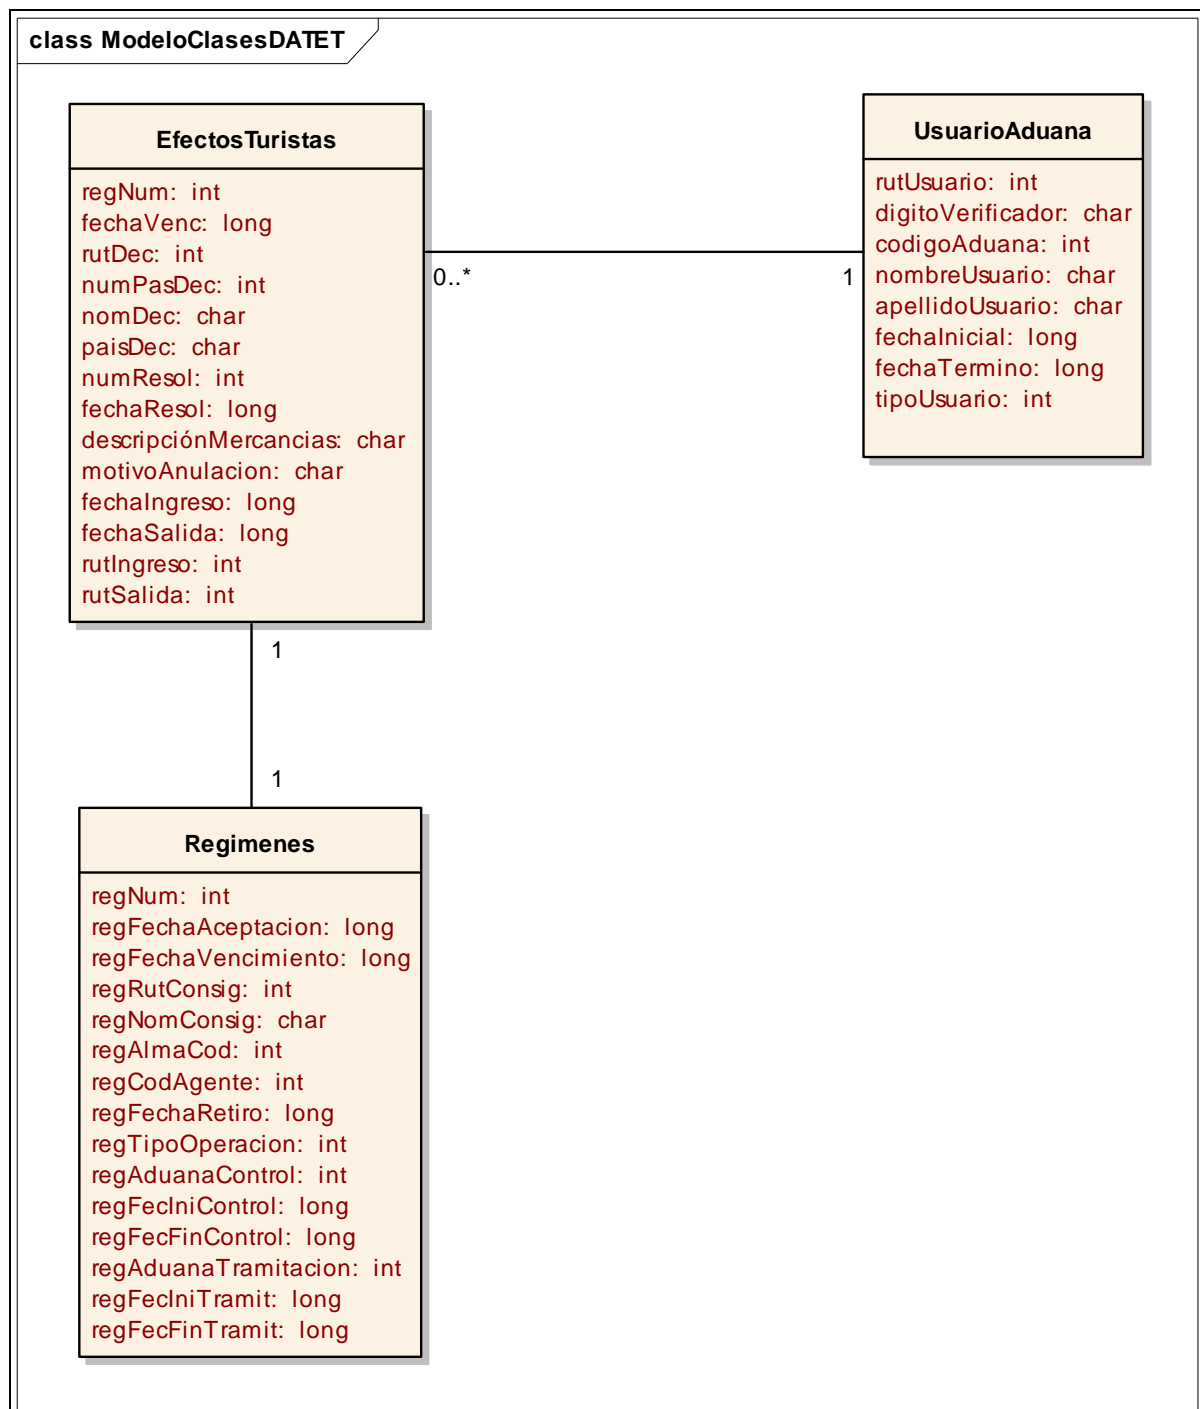 class ModeloClasesDATET
EfectosTuristas
regNum: int
fechaVenc: long
rutDec: int
numPasDec: int
nomDec: char
paisDec: char
numResol: int
fechaResol: long
descripciónMercancias: char
motivoAnulacion: char
fechaIngreso: long
fechaSalida: long
rutIngreso: int
rutSalida: int
0..*
1
UsuarioAduana
rutUsuario: int
digitoVerificador: char
codigoAduana: int
nombreUsuario: char
apellidoUsuario: char
fechaInicial: long
fechaTermino: long
tipoUsuario: int
1
1
Regimenes
regNum: int
regFechaAceptacion: long
regFechaVencimiento: long
regRutConsig: int
regNomConsig: char
regAlmaCod: int
regCodAgente: int
regFechaRetiro: long
regTipoOperacion: int
regAduanaControl: int
regFecIniControl: long
regFecFinControl: long
regAduanaTramitacion: int
regFecIniTramit: long
regFecFinTramit: long